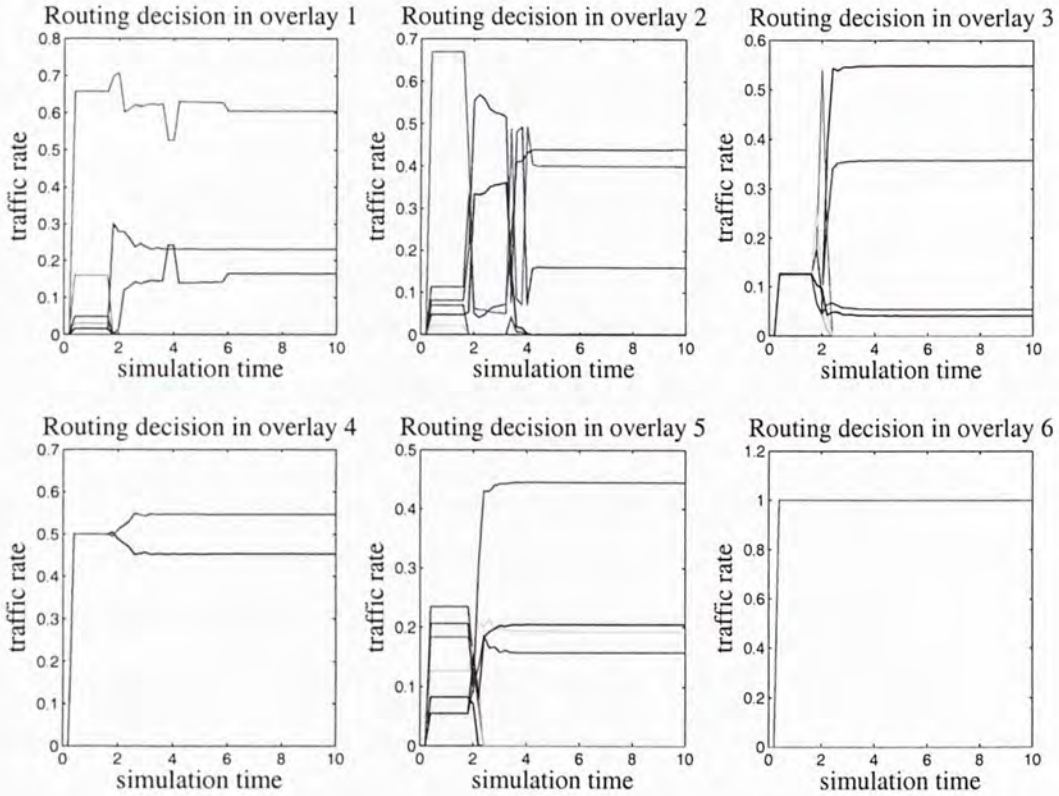 Routing decision in overlay 1
0.8
0.7
0.6
0.5
0.4
0.3
0.2
0.1
0
traffic rate
0 2 4 6 8 10
simulation time
Routing decision in overlay 2
0.7
0.6
0.5
0.4
0.3
0.2
0.1
0
traffic rate
0 2 4 6 8 10
simulation time
Routing decision in overlay 3
0.6
0.5
0.4
0.3
0.2
0.1
0
traffic rate
0 2 4 6 8 10
simulation time
Routing decision in overlay 4
0.7
0.6
0.5
0.4
0.3
0.2
0.1
0
traffic rate
0 2 4 6 8 10
simulation time
Routing decision in overlay 5
0.5
0.4
0.3
0.2
0.1
0
traffic rate
0 2 4 6 8 10
simulation time
Routing decision in overlay 6
1.2
1
0.8
0.6
0.4
0.2
0
traffic rate
0 2 4 6 8 10
simulation time